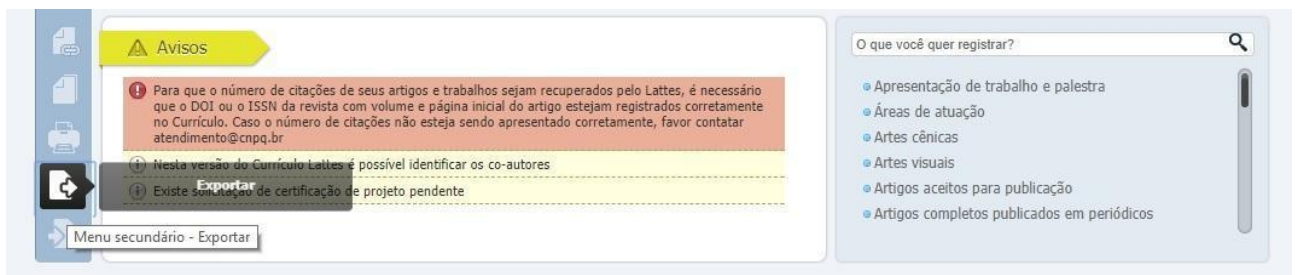 Avisos
Para que o número de citações de seus artigos e trabalhos sejam recuperados pelo Lattes, é necessário
que o DOI ou o ISSN da revista com volume e página inicial do artigo estejam registrados corretamente
no Currículo. Caso o número de citações não esteja sendo apresentado corretamente, favor contatar
atendimento@cnpq.br
Nesta versão do Currículo Lattes é possível identificar os co-autores
Existe solicitação de certificação de projeto pendente
Exportar
Menu secundário - Exportar
O que você quer registrar?
Apresentação de trabalho e palestra
Áreas de atuação
Artes cênicas
Artes visuais
Artigos aceitos para publicação
Artigos completos publicados em periódicos